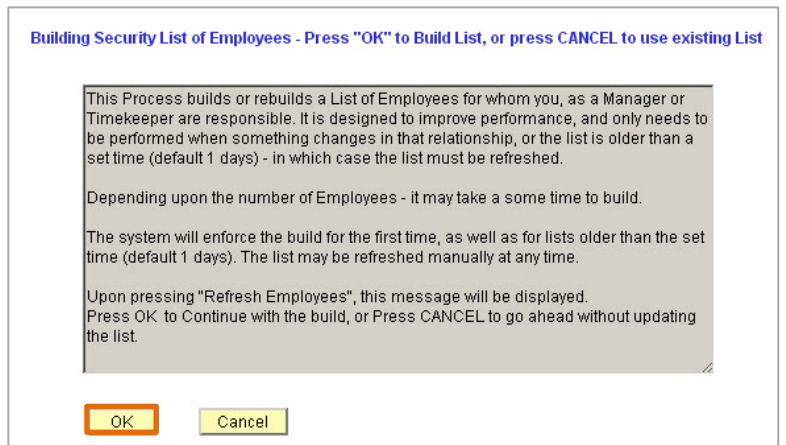 Building Security List of Employees - Press "OK" to Build List, or press CANCEL to use existing List
This Process builds or rebuilds a List of Employees for whom you, as a Manager or
Timekeeper are responsible. It is designed to improve performance, and only needs to
be performed when something changes in that relationship, or the list is older than a
set time (default 1 days) - in which case the list must be refreshed.
Depending upon the number of Employees - it may take a some time to build.
The system will enforce the build for the first time, as well as for lists older than the set
time (default 1 days). The list may be refreshed manually at any time.
Upon pressing "Refresh Employees", this message will be displayed.
Press OK to Continue with the build, or Press CANCEL to go ahead without updating
the list.
OK Cancel